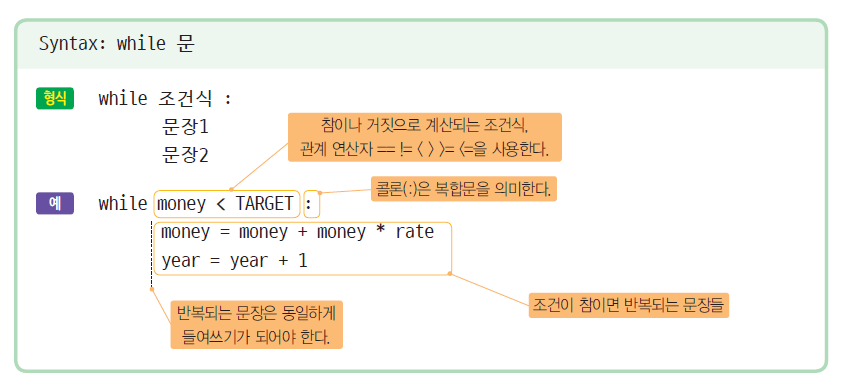 Syntax: while 문
형식 while 조건식 :
문장1
문장2
참이나 거짓으로 계산되는 조건식,
관계 연산자 == != < > >= <=을 사용한다.
콜론(:)은 복합문을 의미한다.
예 while money < TARGET :
money = money + money * rate
year = year + 1
조건이 참이면 반복되는 문장들
반복되는 문장은 동일하게
들여쓰기가 되어야 한다.